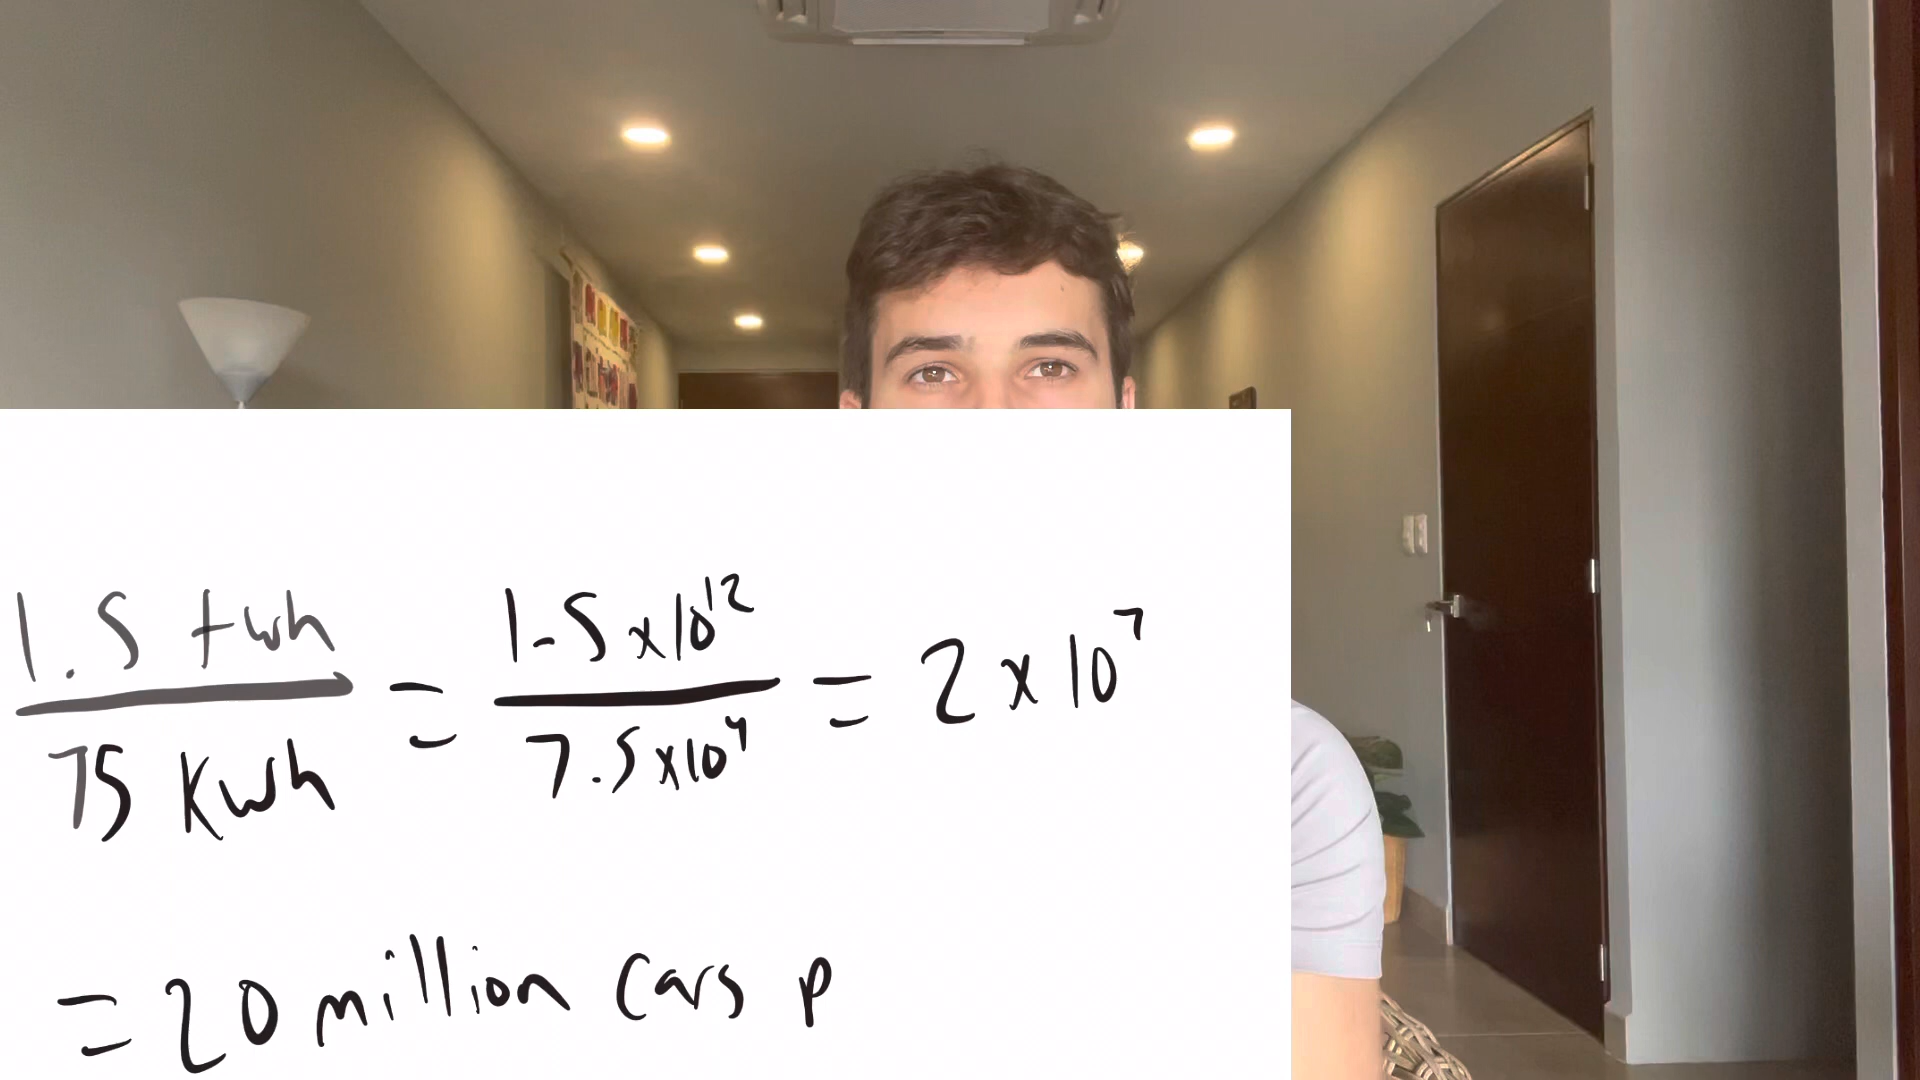 1.5 twh = 1.5 x 10^12 = 2 x 10^7
75 Kwh 7.5 x 10^4
= 20 million cars p